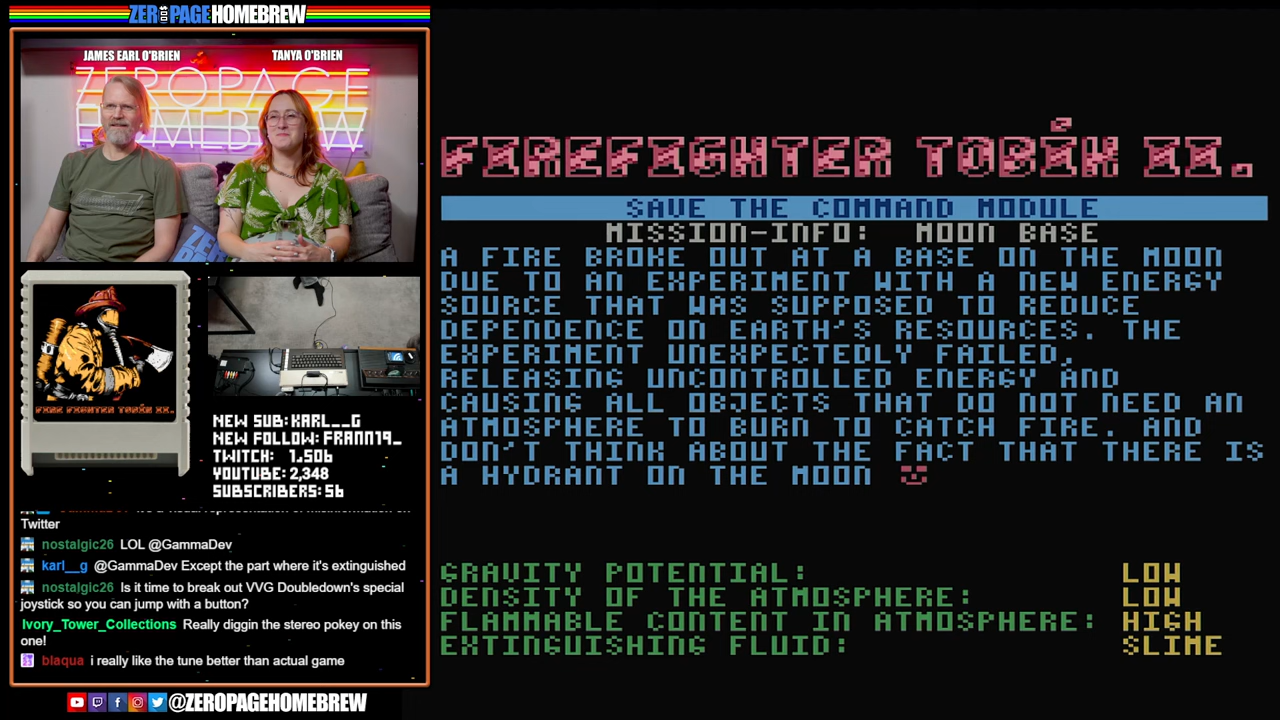 ZEROPAGEHOMEBREW
JAMES EARL O'BRIEN
TANYA O'BRIEN
ZEROPAGE
HOMEBREW
FIRE FIGHTER TOBÍK II.
NEW SUB: KARL__G
NEW FOLLOW: FRANN19_
TWITCH: 1,506
YOUTUBE: 2,348
SUBSCRIBERS: 56
Twitter
nostalgic26 LOL @GammaDev
karl__g @GammaDev Except the part where it's extinguished
nostalgic26 Is it time to break out VVG Doubledown's special
joystick so you can jump with a button?
Ivory_Tower_Collections Really diggin the stereo pokey on this
one!
blaqua i really like the tune better than actual game
@ZEROPAGEHOMEBREW
FIREFIGHTER TOBÍK II.
SAVE THE COMMAND MODULE
MISSION-INFO: MOON BASE
A FIRE BROKE OUT AT A BASE ON THE MOON
DUE TO AN EXPERIMENT WITH A NEW ENERGY
SOURCE THAT WAS SUPPOSED TO REDUCE
DEPENDENCE ON EARTH'S RESOURCES. THE
EXPERIMENT UNEXPECTEDLY FAILED,
RELEASING UNCONTROLLED ENERGY AND
CAUSING ALL OBJECTS THAT DO NOT NEED AN
ATMOSPHERE TO BURN TO CATCH FIRE. AND
DON'T THINK ABOUT THE FACT THAT THERE IS
A HYDRANT ON THE MOON
GRAVITY POTENTIAL: LOW
DENSITY OF THE ATMOSPHERE: LOW
FLAMMABLE CONTENT IN ATMOSPHERE: HIGH
EXTINGUISHING FLUID: SLIME